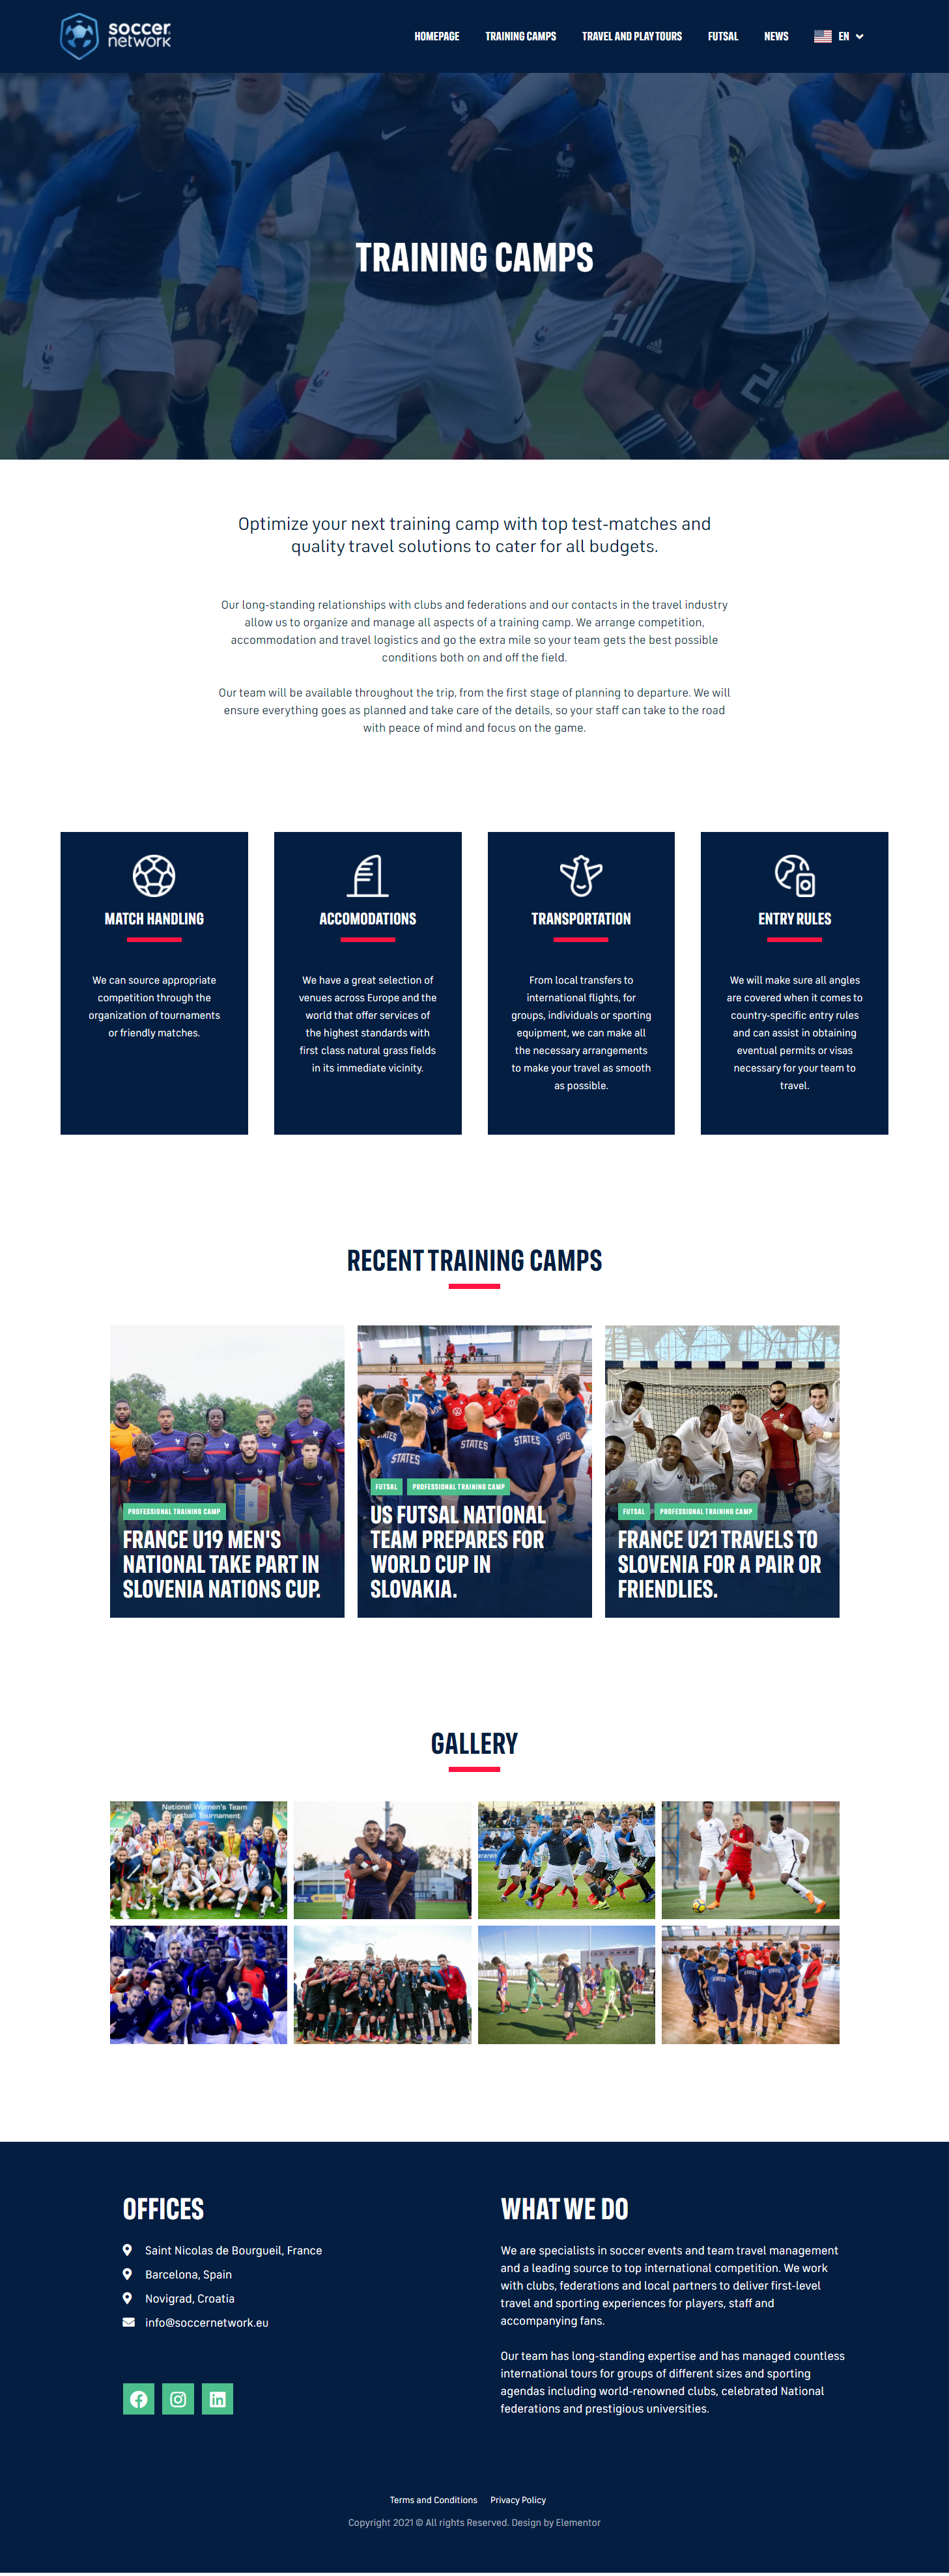 soccer
network
HOMEPAGE
TRAINING CAMPS
TRAVEL AND PLAY TOURS
FUTSAL
NEWS
EN
TRAINING CAMPS
Optimize your next training camp with top test-matches and
quality travel solutions to cater for all budgets.
Our long-standing relationships with clubs and federations and our contacts in the travel industry
allow us to organize and manage all aspects of a training camp. We arrange competition,
accommodation and travel logistics and go the extra mile so your team gets the best possible
conditions both on and off the field.
Our team will be available throughout the trip, from the first stage of planning to departure. We will
ensure everything goes as planned and take care of the details, so your staff can take to the road
with peace of mind and focus on the game.
MATCH HANDLING
We can source appropriate
competition through the
organization of tournaments
or friendly matches.
ACCOMODATIONS
We have a great selection of
venues across Europe and the
world that offer services of
the highest standards with
first class natural grass fields
in its immediate vicinity.
TRANSPORTATION
From local transfers to
international flights, for
groups, individuals or sporting
equipment, we can make all
the necessary arrangements
to make your travel as smooth
as possible.
ENTRY RULES
We will make sure all angles
are covered when it comes to
country-specific entry rules
and can assist in obtaining
eventual permits or visas
necessary for your team to
travel.
RECENT TRAINING CAMPS
PROFESSIONAL TRAINING CAMP
FRANCE U19 MEN'S
NATIONAL TAKE PART IN
SLOVENIA NATIONS CUP.
STATES
STATES
STATES
STATES
FUTSAL
PROFESSIONAL TRAINING CAMP
US FUTSAL NATIONAL
TEAM PREPARES FOR
WORLD CUP IN
SLOVAKIA.
FUTSAL
PROFESSIONAL TRAINING CAMP
FRANCE U21 TRAVELS TO
SLOVENIA FOR A PAIR OR
FRIENDLIES.
GALLERY
National Women's Team
Football Tournament
OFFICES
Saint Nicolas de Bourgueil, France
Barcelona, Spain
Novigrad, Croatia
info@soccernetwork.eu
WHAT WE DO
We are specialists in soccer events and team travel management
and a leading source to top international competition. We work
with clubs, federations and local partners to deliver first-level
travel and sporting experiences for players, staff and
accompanying fans.
Our team has long-standing expertise and has managed countless
international tours for groups of different sizes and sporting
agendas including world-renowned clubs, celebrated National
federations and prestigious universities.
Terms and Conditions
Privacy Policy
Copyright 2021 © All rights Reserved. Design by Elementor